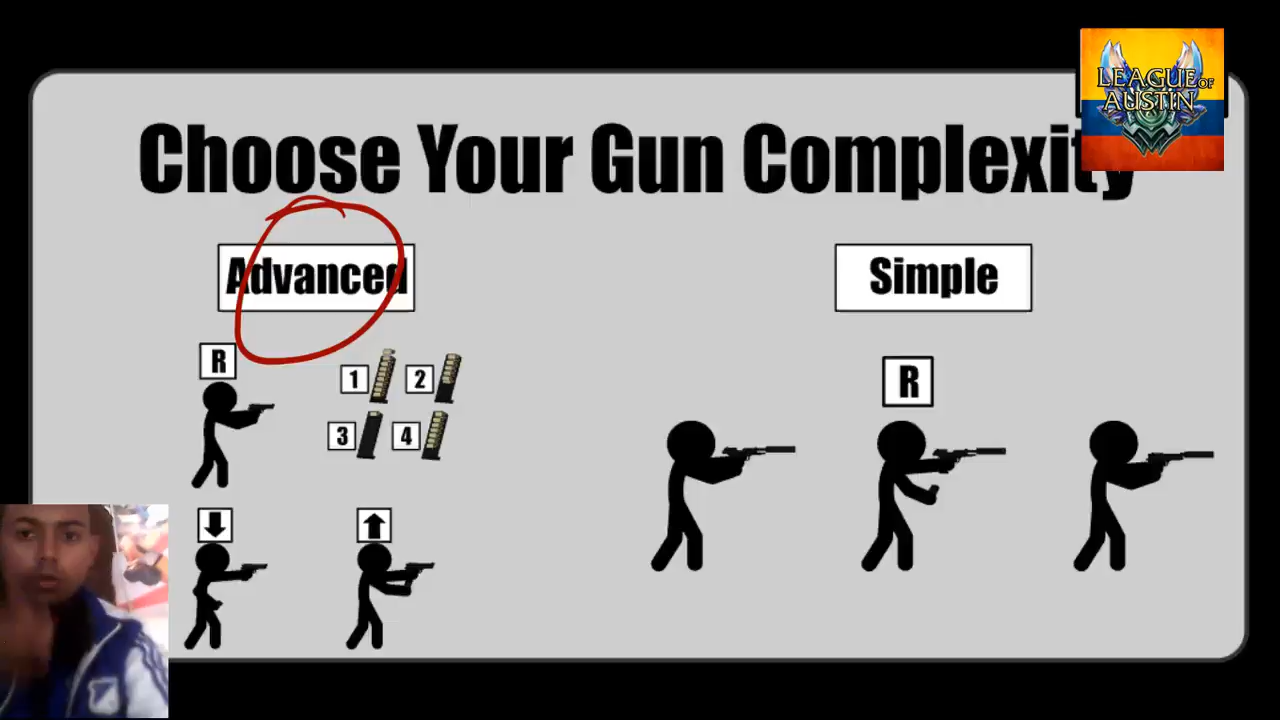 Choose Your Gun Complexity
LEAGUE OF
AUSTIN
Advanced
Simple
R
1
2
R
3
4